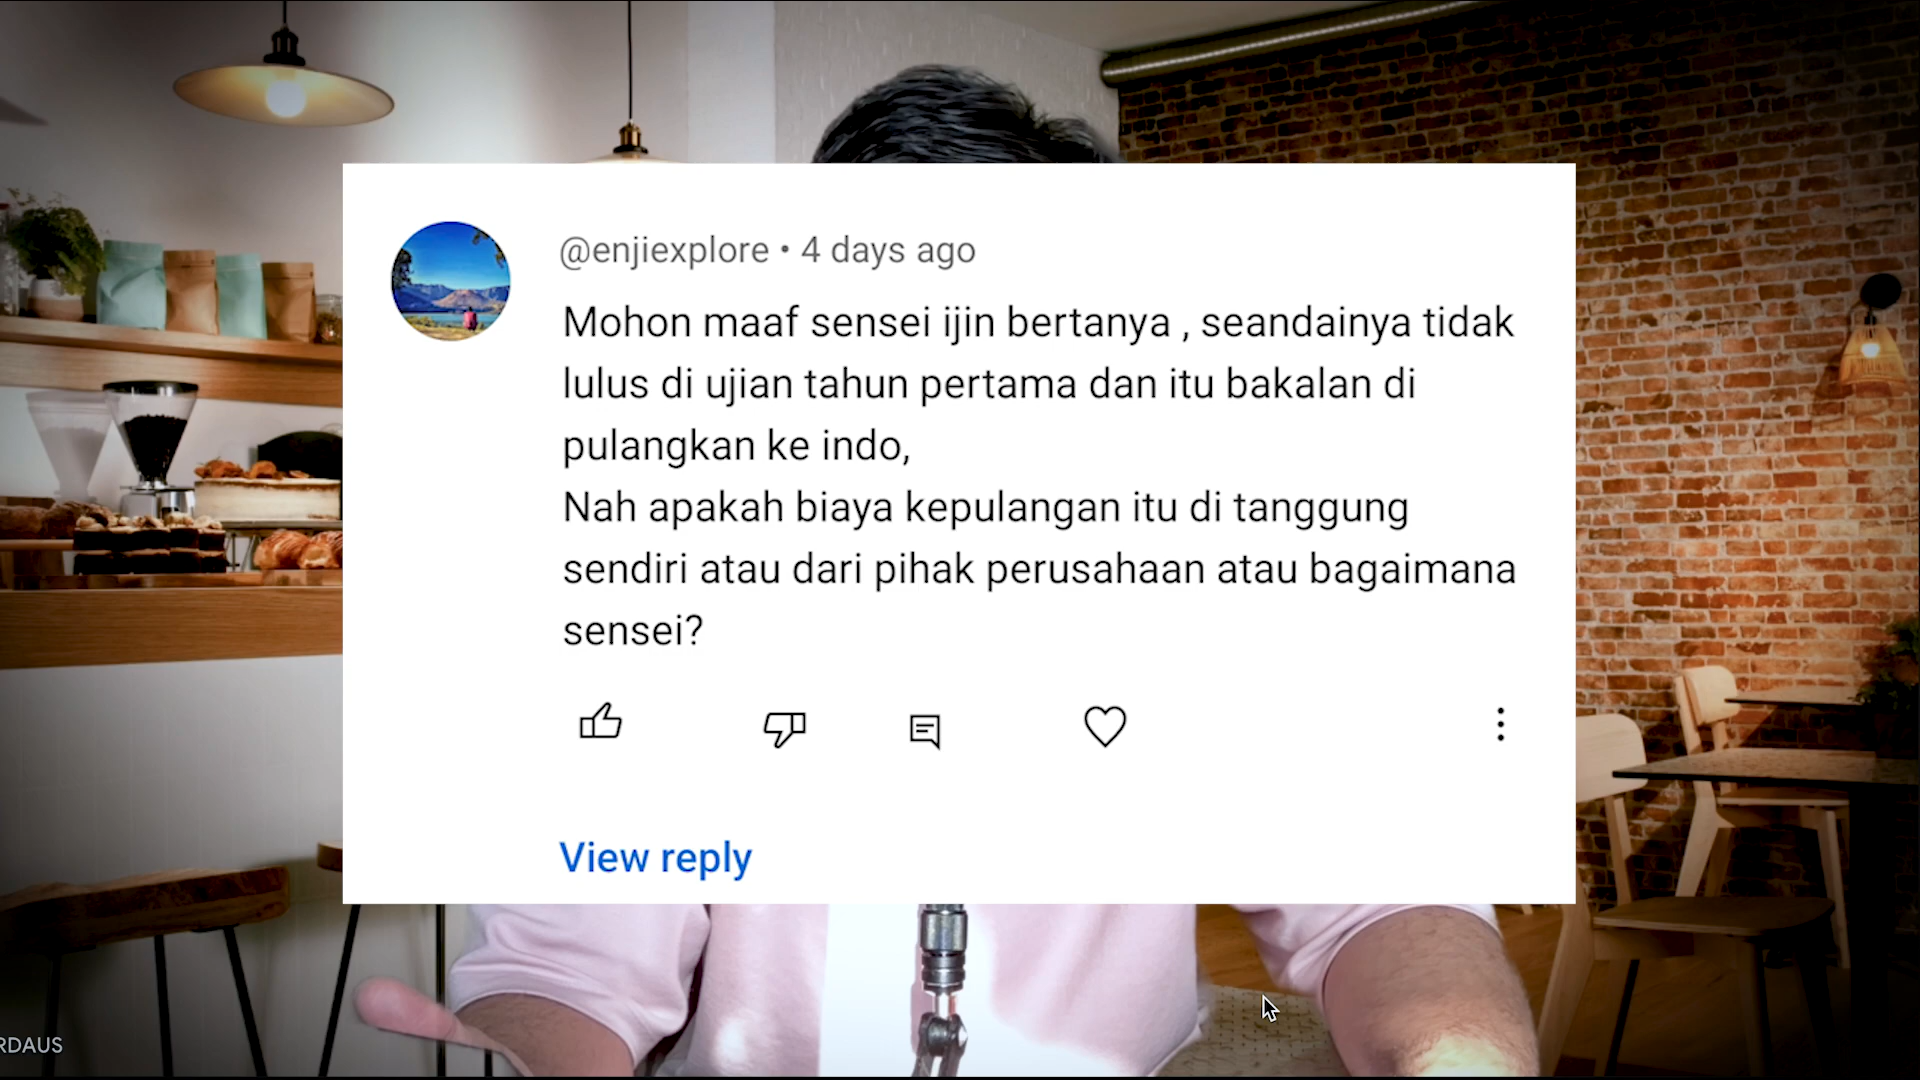 @enjiexplore • 4 days ago
Mohon maaf sensei ijin bertanya , seandainya tidak
lulus di ujian tahun pertama dan itu bakalan di
pulangkan ke indo,
Nah apakah biaya kepulangan itu di tanggung
sendiri atau dari pihak perusahaan atau bagaimana
sensei?
View reply
RDAUS